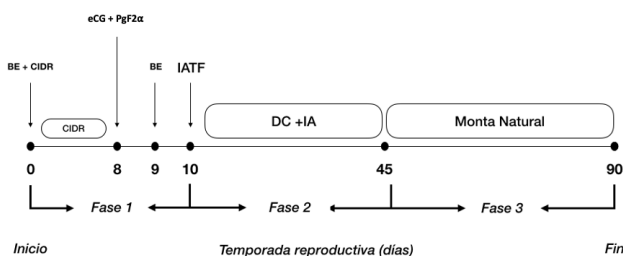 eCG + PgF2α
BE + CIDR
BE
IATF
CIDR
DC +IA
Monta Natural
0
8
9
10
45
90
Fase 1
Fase 2
Fase 3
Inicio
Temporada reproductiva (días)
Fin